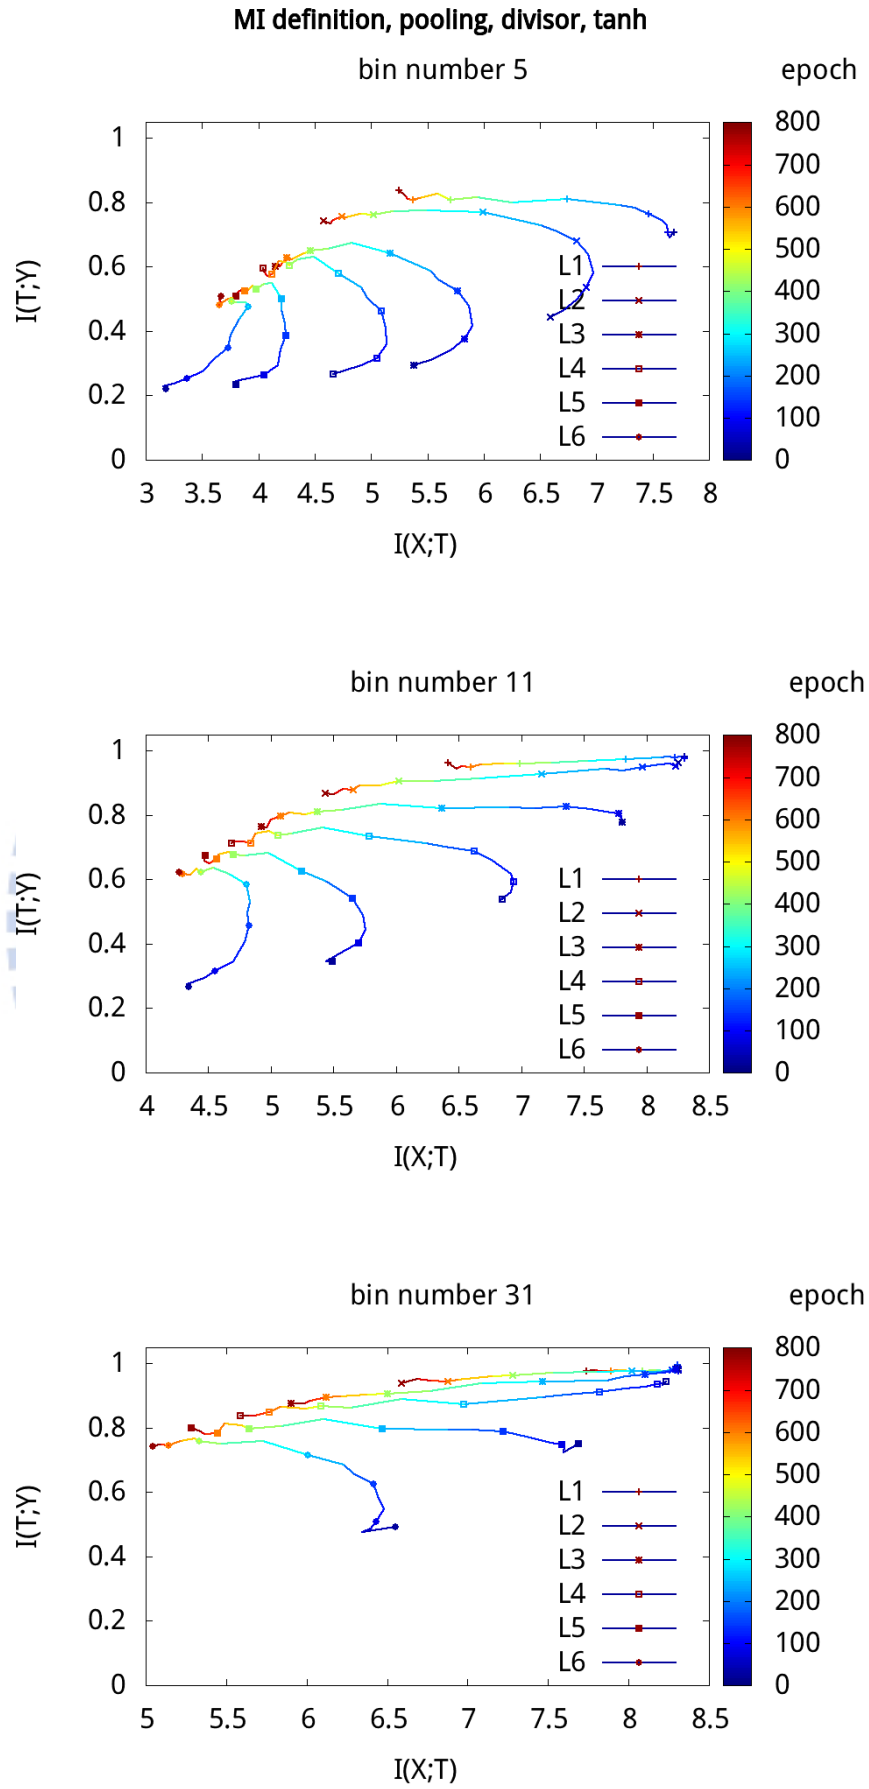 MI definition, pooling, divisor, tanh
bin number 5
epoch
I(T;Y)
1
0.8
0.6
0.4
0.2
0
L1
L2
L3
L4
L5
L6
800
700
600
500
400
300
200
100
0
3 3.5 4 4.5 5 5.5 6 6.5 7 7.5 8
I(X;T)
bin number 11
epoch
I(T;Y)
1
0.8
0.6
0.4
0.2
0
L1
L2
L3
L4
L5
L6
800
700
600
500
400
300
200
100
0
4 4.5 5 5.5 6 6.5 7 7.5 8 8.5
I(X;T)
bin number 31
epoch
I(T;Y)
1
0.8
0.6
0.4
0.2
0
L1
L2
L3
L4
L5
L6
800
700
600
500
400
300
200
100
0
5 5.5 6 6.5 7 7.5 8 8.5
I(X;T)